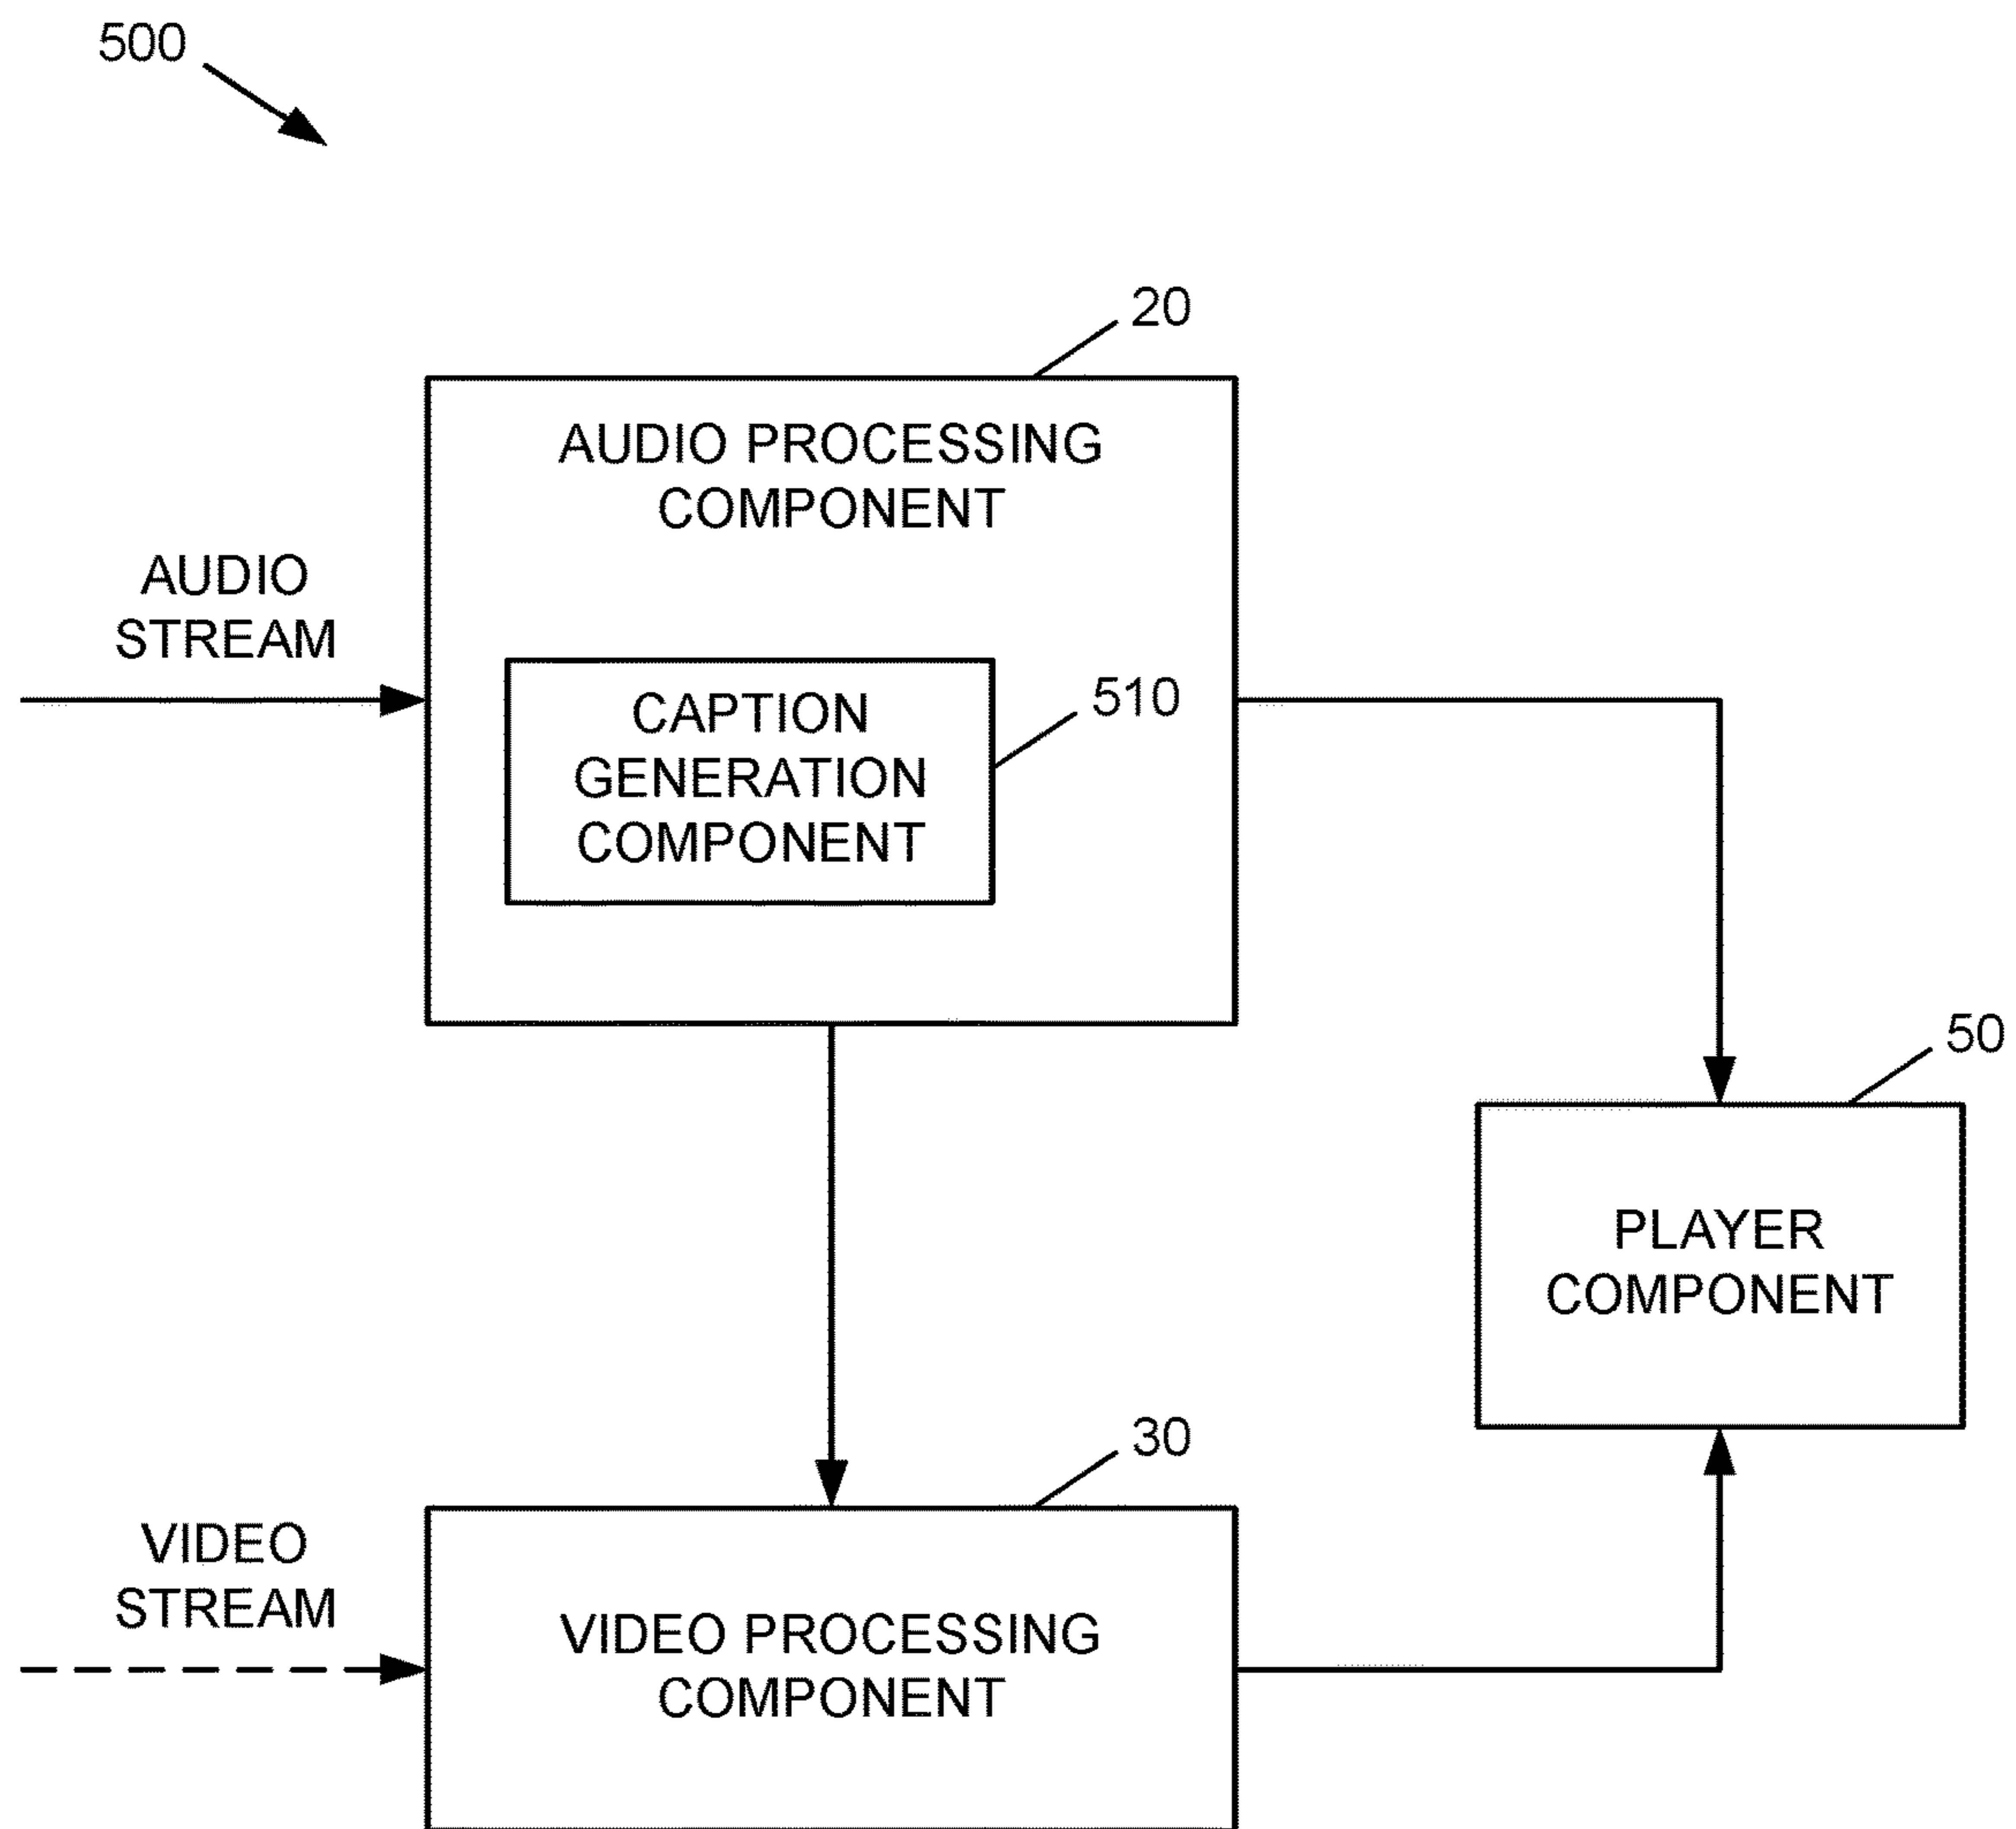 500
20
AUDIO PROCESSING
COMPONENT
AUDIO
STREAM
CAPTION
GENERATION
COMPONENT
510
50
PLAYER
COMPONENT
30
VIDEO
STREAM
VIDEO PROCESSING
COMPONENT